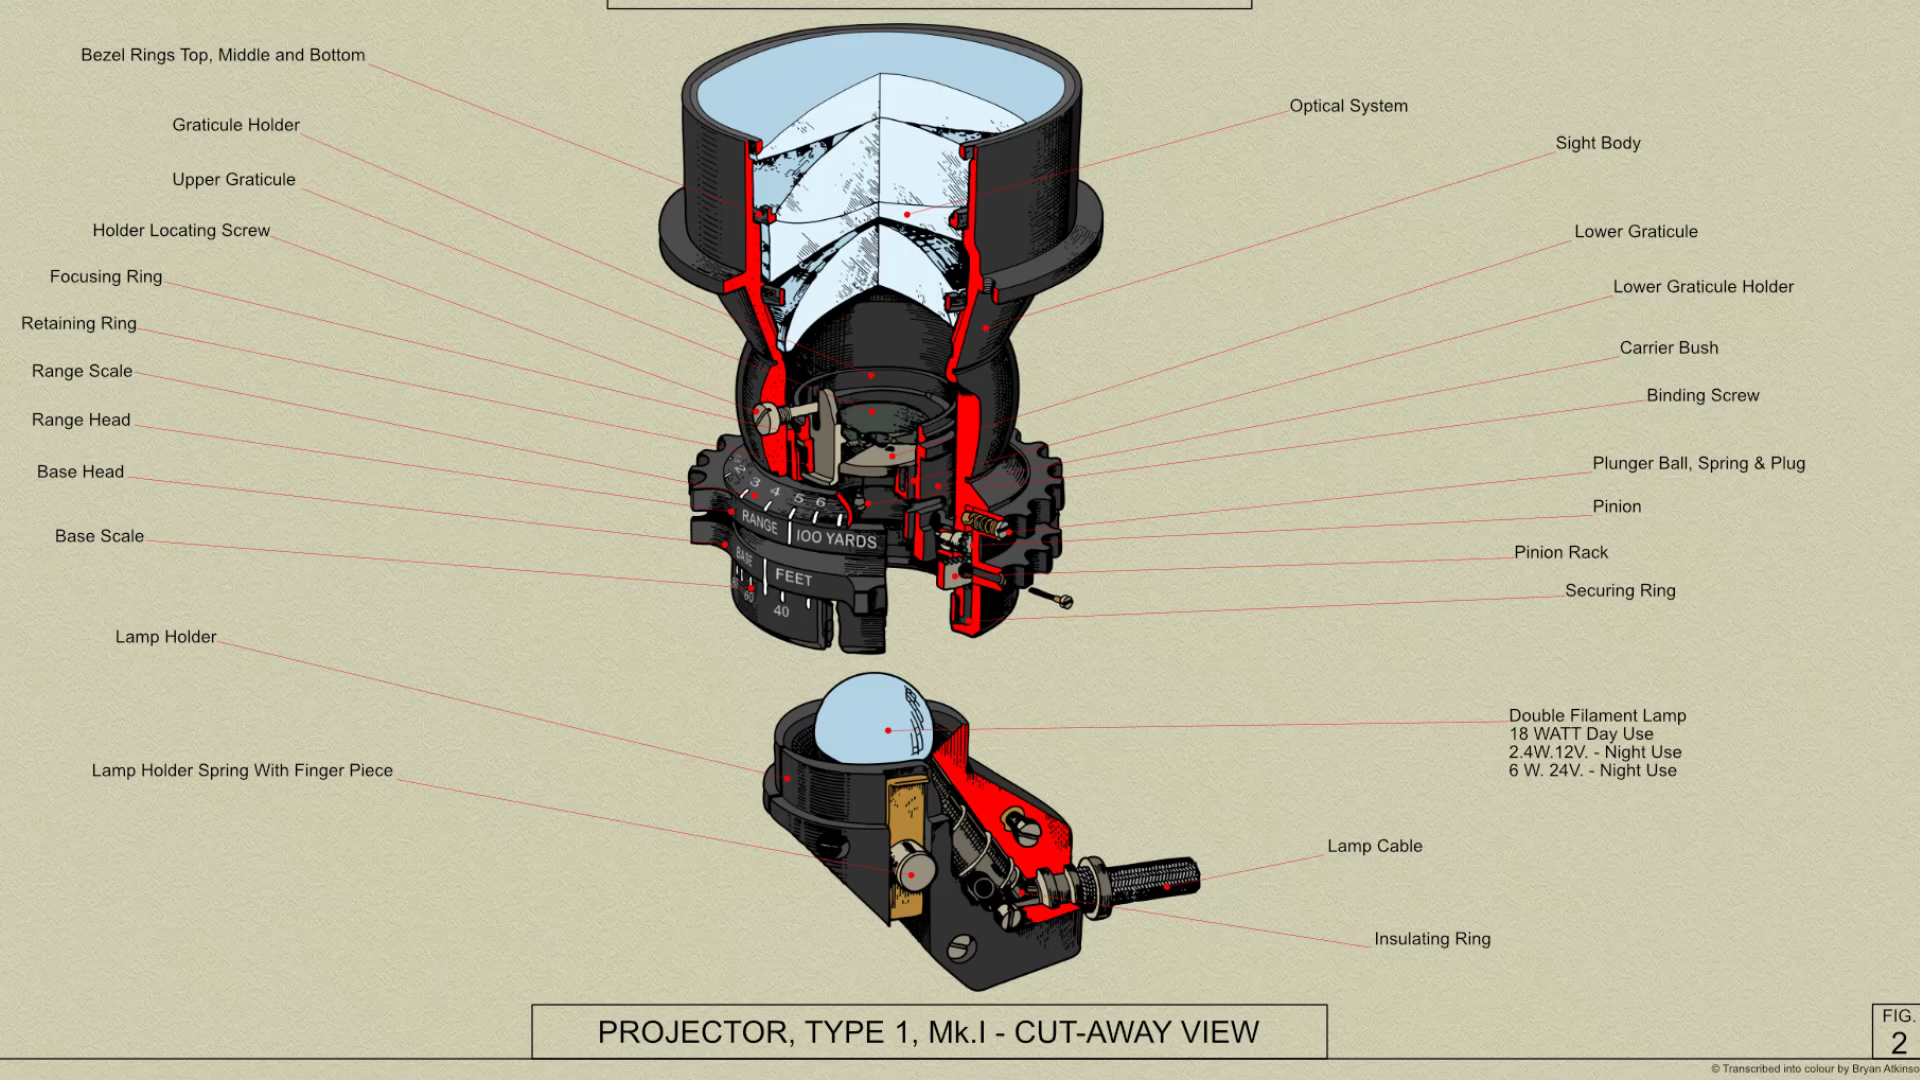 Bezel Rings Top, Middle and Bottom
Graticule Holder
Upper Graticule
Holder Locating Screw
Focusing Ring
Retaining Ring
Range Scale
Range Head
Base Head
Base Scale
Lamp Holder
Lamp Holder Spring With Finger Piece
Optical System
Sight Body
Lower Graticule
Lower Graticule Holder
Carrier Bush
Binding Screw
Plunger Ball, Spring & Plug
Pinion
Pinion Rack
Securing Ring
Double Filament Lamp
18 WATT Day Use
2.4W.12V. - Night Use
6 W. 24V. - Night Use
Lamp Cable
Insulating Ring
2 3 4 5 6
RANGE 100 YARDS
BASE FEET
60 40
PROJECTOR, TYPE 1, Mk.I - CUT-AWAY VIEW
FIG.
2
© Transcribed into colour by Bryan Atkinso